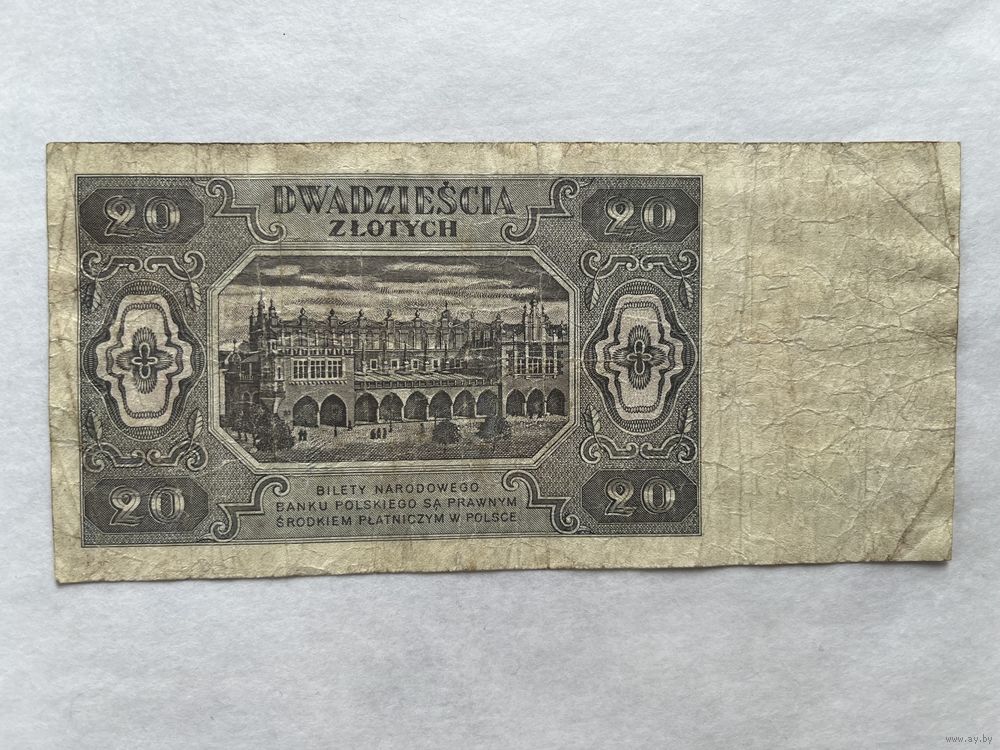 20
DWADZIEŚCIA
ZŁOTYCH
20
20
BILETY NARODOWEGO
BANKU POLSKIEGO SĄ PRAWNYM
ŚRODKIEM PŁATNICZYM W POLSCE
20
www.ay.by